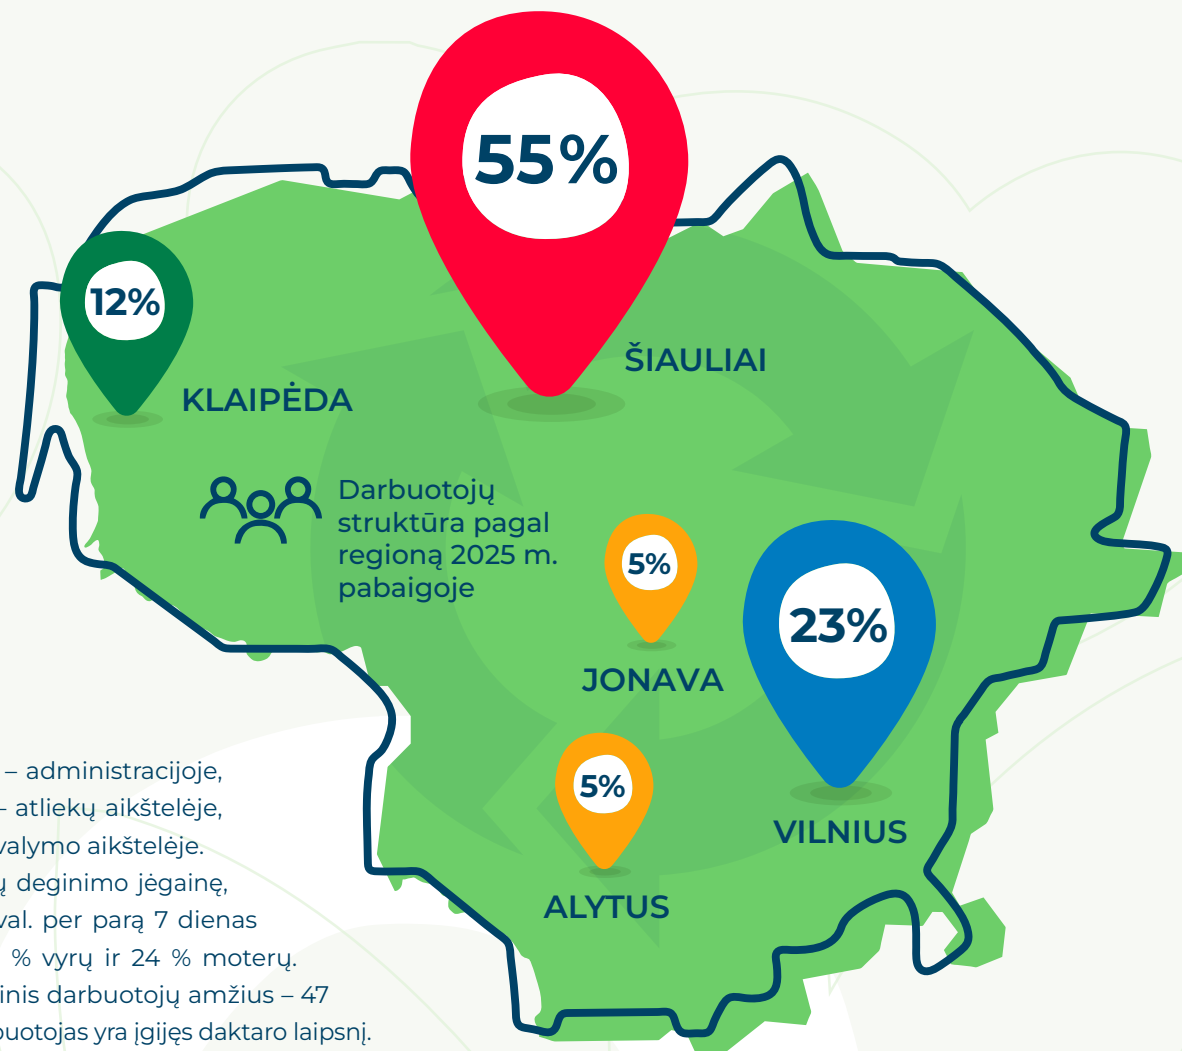 55%
12%
ŠIAULIAI
KLAIPĖDA
Darbuotojų
struktūra pagal
regioną 2025 m.
pabaigoje
5%
23%
JONAVA
– administracijoje,
5%
– atliekų aikštelėje,
VILNIUS
valymo aikštelėje.
deginimo jėgainę,
ALYTUS
val. per parą 7 dienas
% vyrų ir 24 % moterų.
darbuotojų amžius – 47
yra įgijęs daktaro laipsnį.